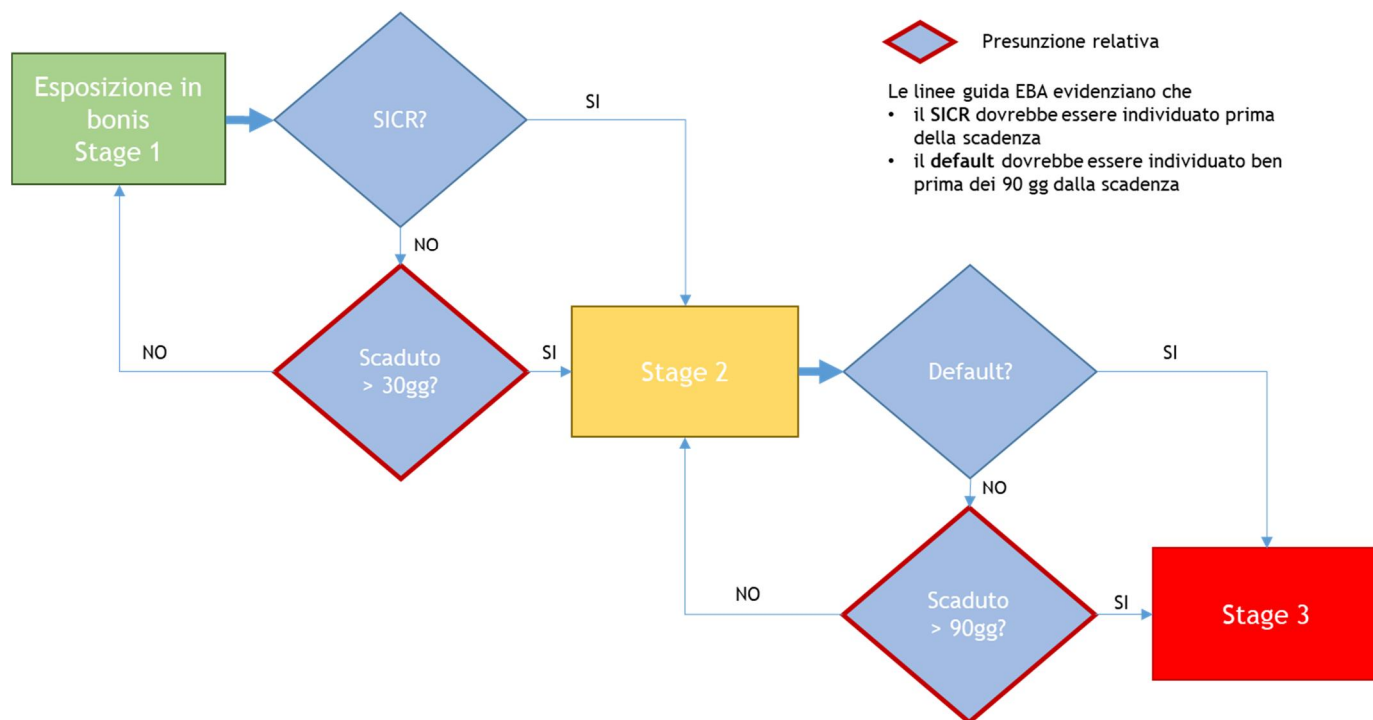 Presunzione relativa
Esposizione in
bonis
Stage 1
SICR?
SI
Le linee guida EBA evidenziano che
• il SICR dovrebbe essere individuato prima
della scadenza
• il default dovrebbe essere individuato ben
prima dei 90 gg dalla scadenza
NO
NO
Scaduto
> 30gg?
SI
Stage 2
Default?
SI
NO
NO
Scaduto
> 90gg?
SI
Stage 3